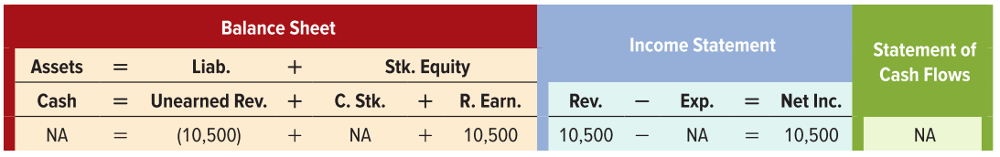 Balance Sheet
Income Statement
Statement of
Cash Flows
Assets = Liab. + Stk. Equity
Cash = Unearned Rev. + C. Stk. + R. Earn. Rev. − Exp. = Net Inc.
NA = (10,500) + NA + 10,500 10,500 − NA = 10,500 NA